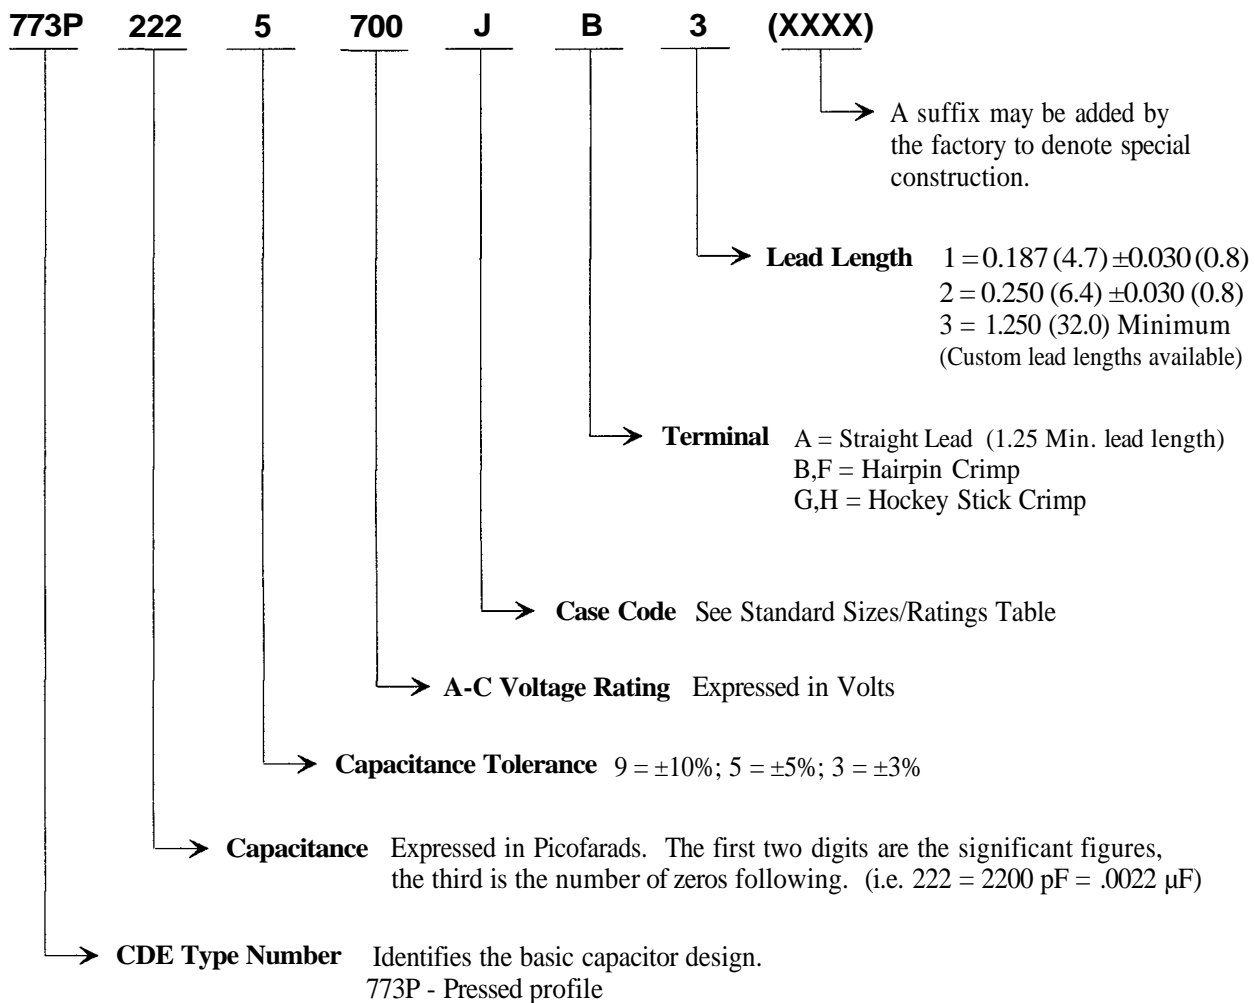 773P 222 5 700 J B 3 (XXXX)
A suffix may be added by
the factory to denote special
construction.
Lead Length 1 = 0.187 (4.7) ±0.030 (0.8)
2 = 0.250 (6.4) ±0.030 (0.8)
3 = 1.250 (32.0) Minimum
(Custom lead lengths available)
Terminal A = Straight Lead (1.25 Min. lead length)
B,F = Hairpin Crimp
G,H = Hockey Stick Crimp
Case Code See Standard Sizes/Ratings Table
A-C Voltage Rating Expressed in Volts
Capacitance Tolerance 9 = ±10%; 5 = ±5%; 3 = ±3%
Capacitance Expressed in Picofarads. The first two digits are the significant figures,
the third is the number of zeros following. (i.e. 222 = 2200 pF = .0022 µF)
CDE Type Number Identifies the basic capacitor design.
773P - Pressed profile